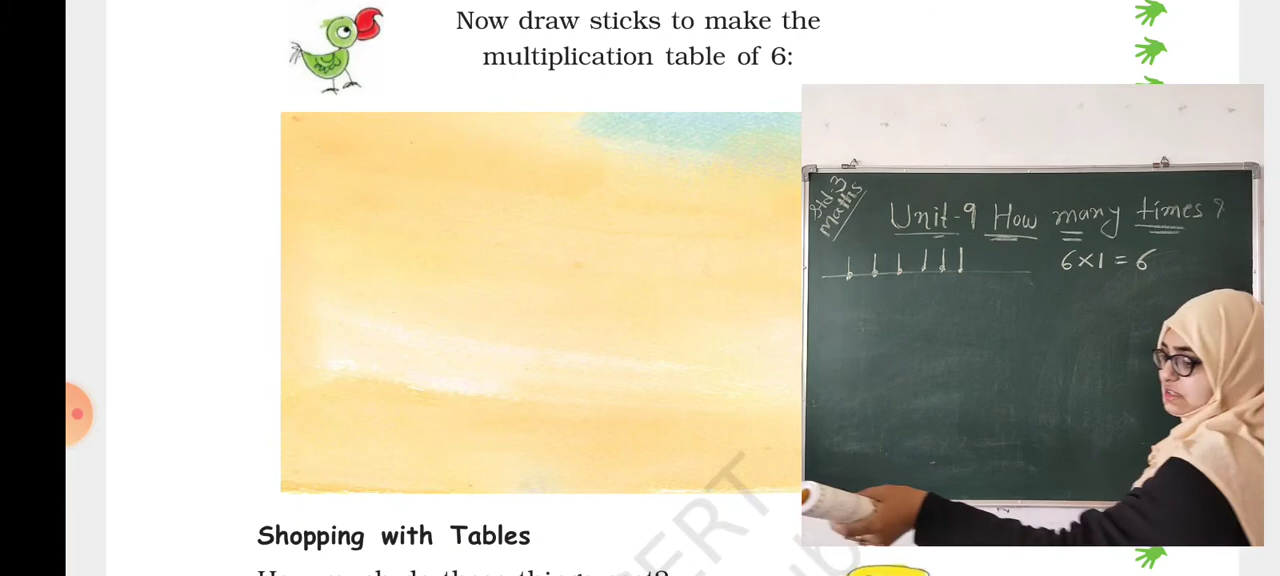 Now draw sticks to make the
multiplication table of 6:
Std-3
Maths
Unit-9 How many times ?
6×1 = 6
Shopping with Tables